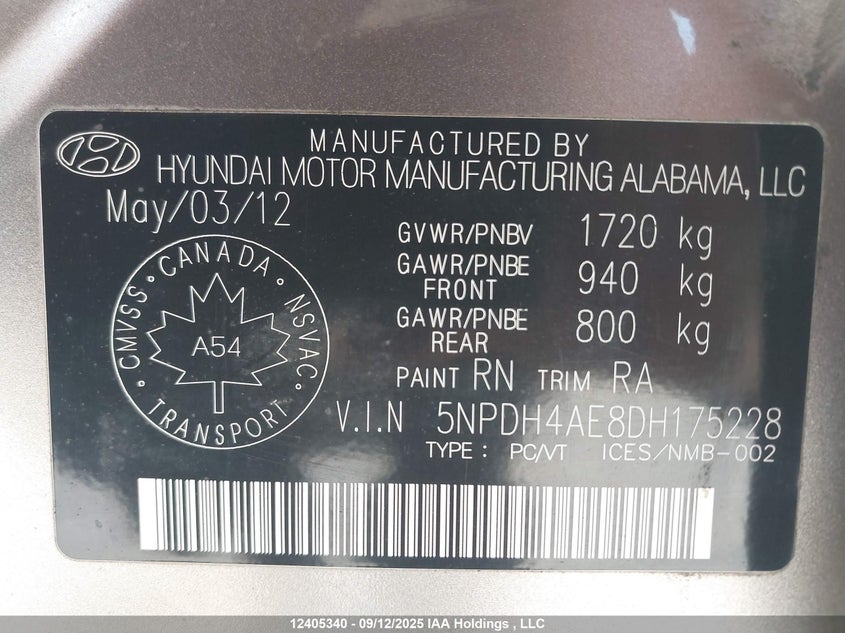 MANUFACTURED BY
HYUNDAI MOTOR MANUFACTURING ALABAMA, LLC
May/03/12
GVWR/PNBV 1720 kg
GAWR/PNBE FRONT 940 kg
GAWR/PNBE REAR 800 kg
PAINT RN TRIM RA
CMVSS • CANADA • NSVAC • TRANSPORT •
A54
V.I.N 5NPDH4AE8DH175228
TYPE : PC/VT ICES/NMB-002
12405340 - 09/12/2025 IAA Holdings , LLC